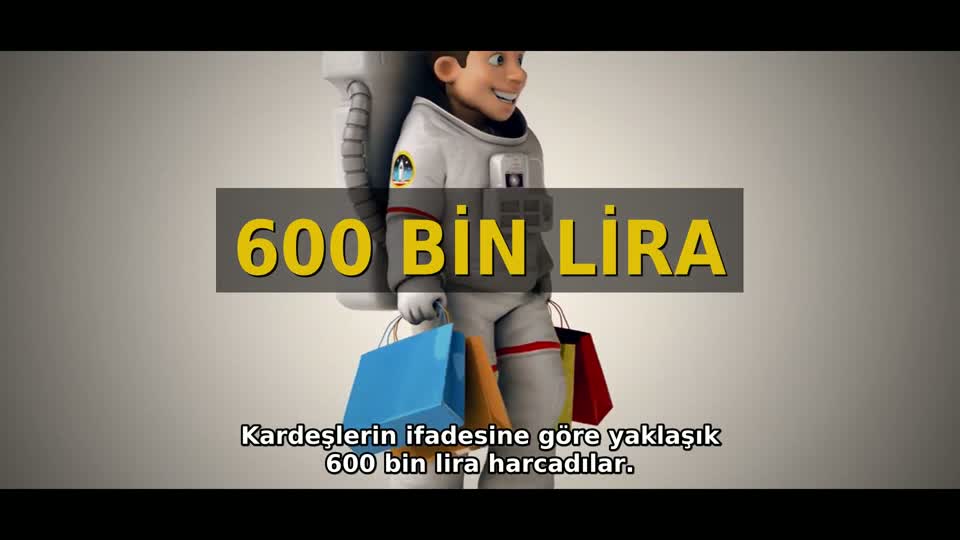 600 BİN LİRA
Kardeşlerin ifadesine göre yaklaşık
600 bin lira harcadılar.